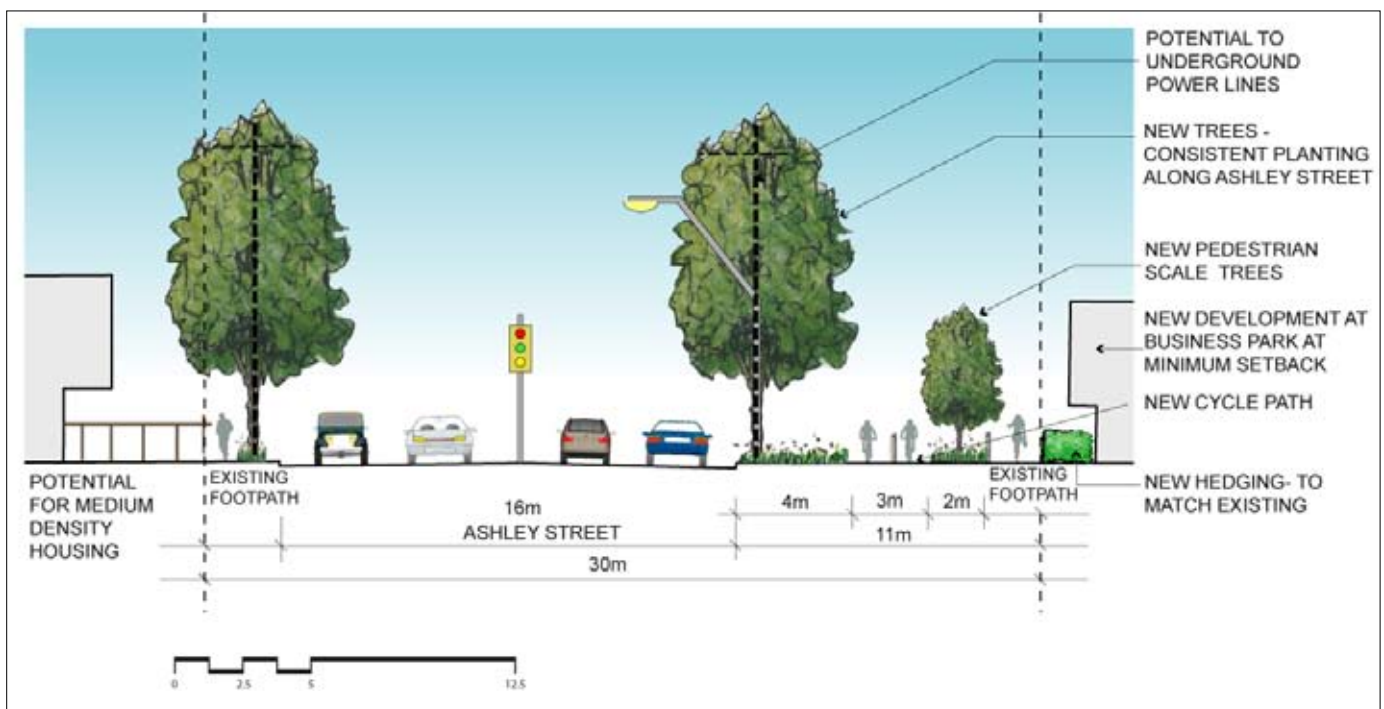 POTENTIAL TO
UNDERGROUND
POWER LINES
NEW TREES -
CONSISTENT PLANTING
ALONG ASHLEY STREET
NEW PEDESTRIAN
SCALE TREES
NEW DEVELOPMENT AT
BUSINESS PARK AT
MINIMUM SETBACK
NEW CYCLE PATH
NEW HEDGING- TO
MATCH EXISTING
POTENTIAL
FOR MEDIUM
DENSITY
HOUSING
EXISTING
FOOTPATH
16m
ASHLEY STREET
4m
3m
2m
EXISTING
FOOTPATH
11m
30m
0 2.5 5 12.5